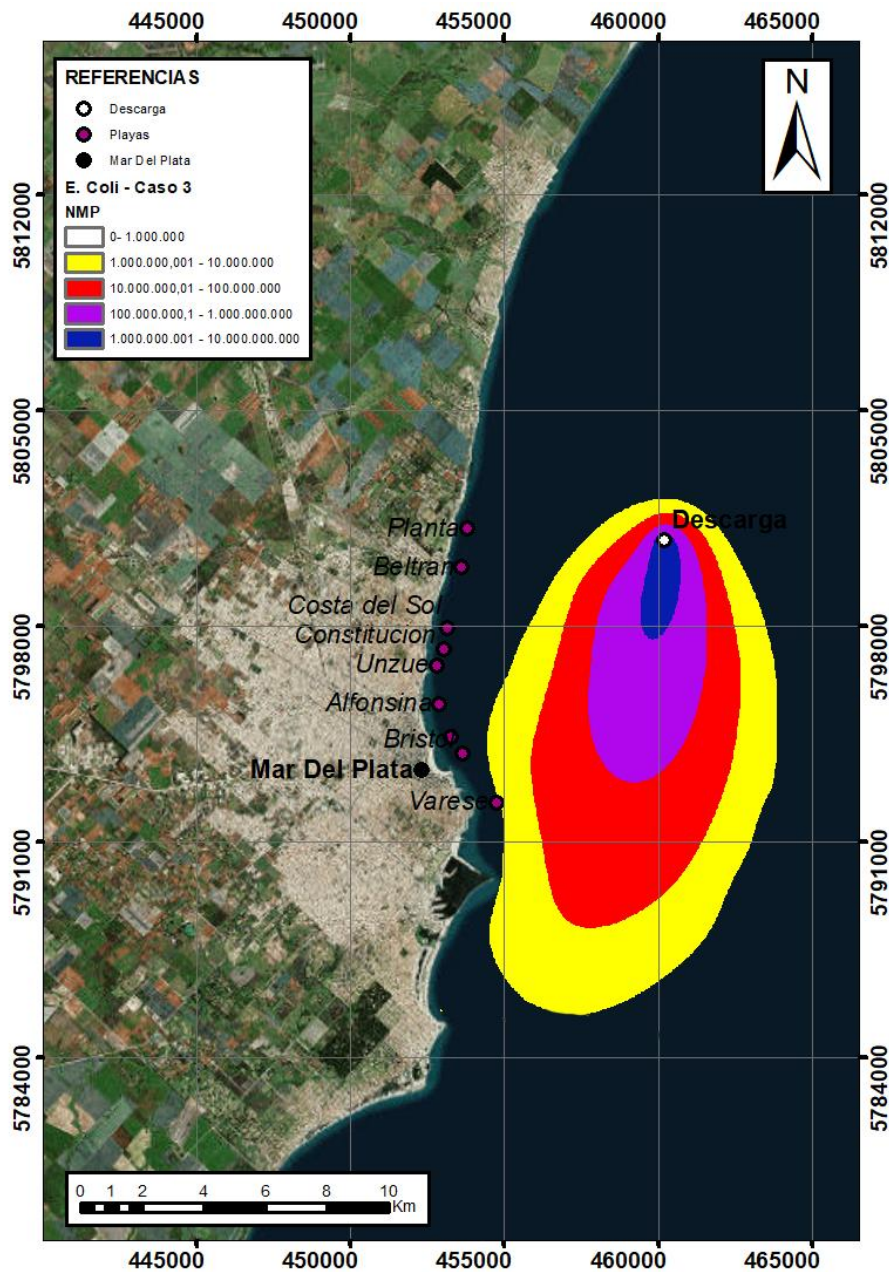 445000 450000 455000 460000 465000
REFERENCIAS
Descarga
Playas
Mar Del Plata
E. Coli - Caso 3
NMP
0- 1.000.000
1.000.000,001 - 10.000.000
10.000.000,01 - 100.000.000
100.000.000,1 - 1.000.000.000
1.000.000.001 - 10.000.000.000
N
5812000 5812000
5805000 5805000
Descarga
Planta
Beltran
Costa del Sol
5798000 5798000
Constitucion
Unzue
Alfonsina
Bristol
Mar Del Plata
Varese
5791000 5791000
5784000 5784000
0 1 2 4 6 8 10
Km
445000 450000 455000 460000 465000